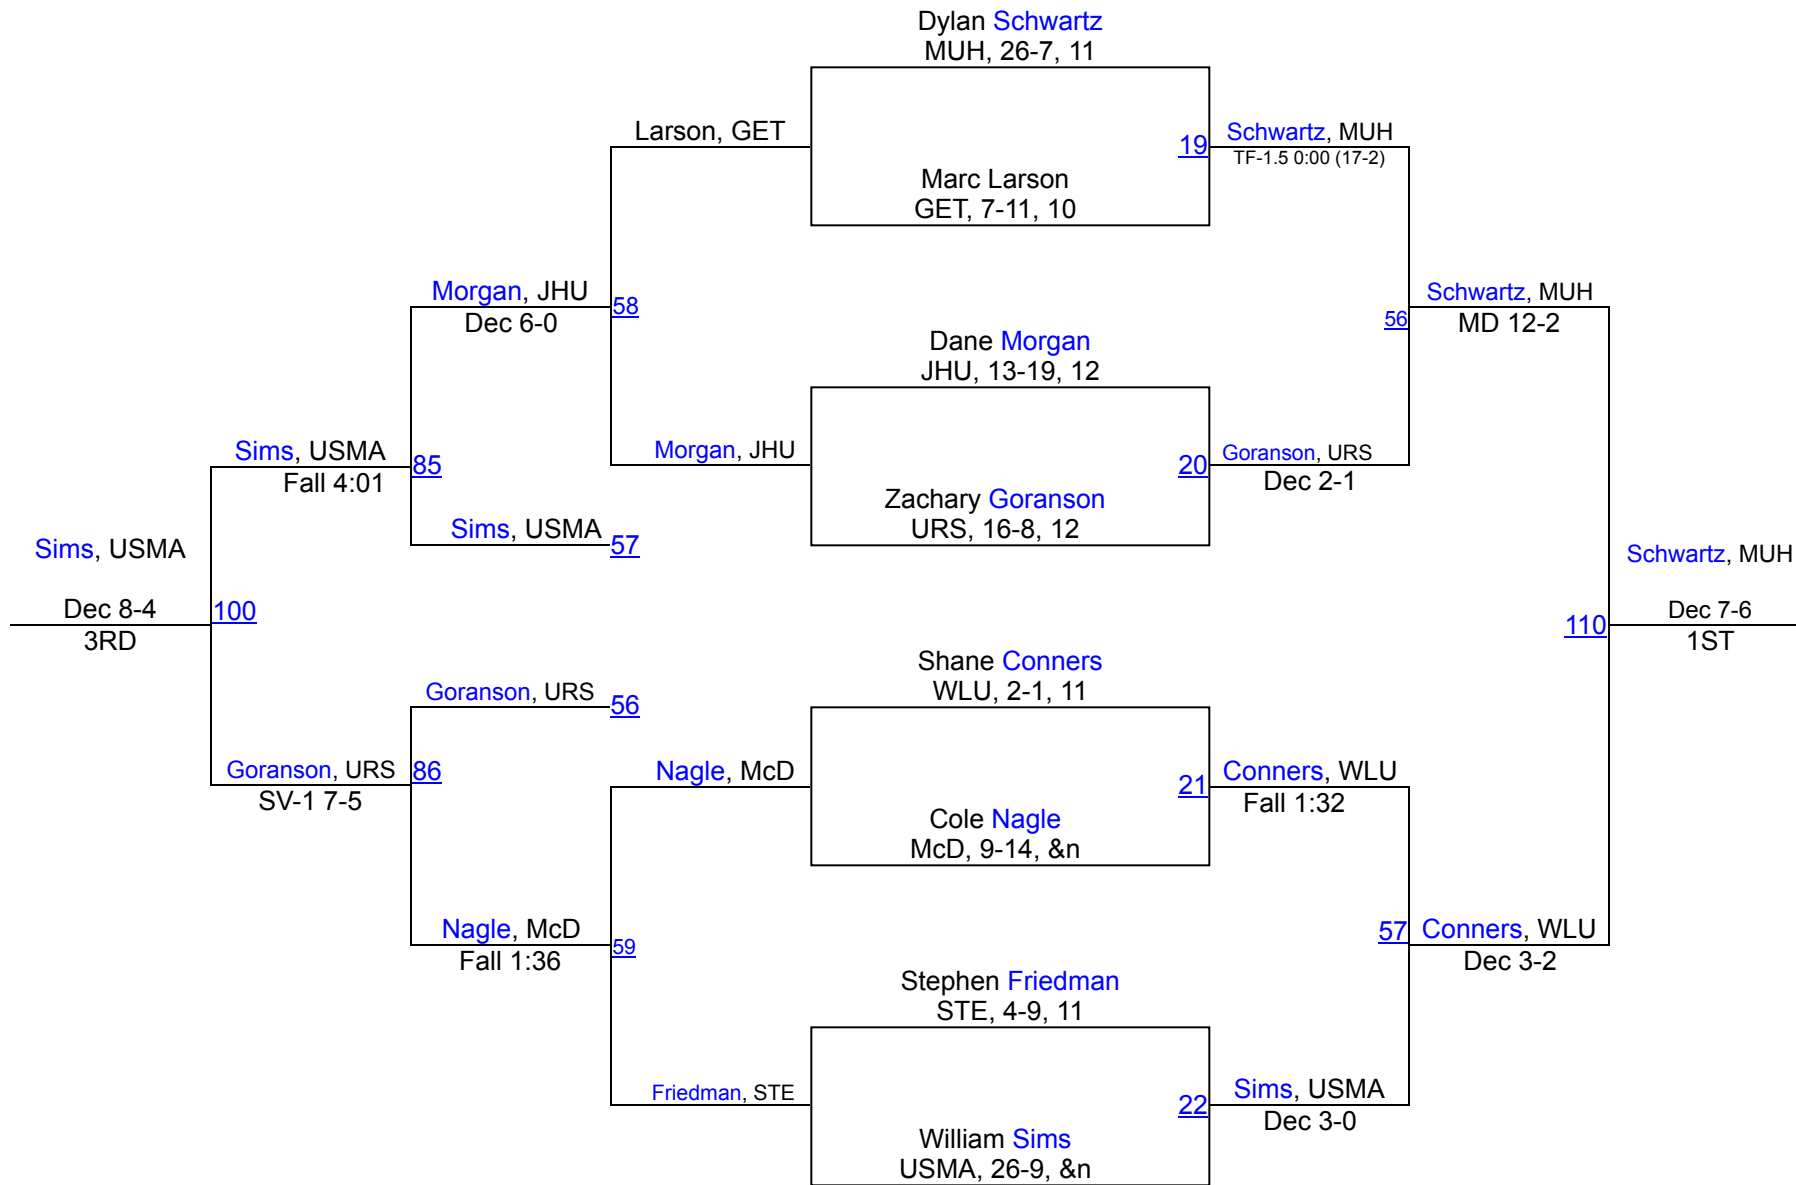 Dylan Schwartz
MUH, 26-7, 11
Larson, GET
19
Schwartz, MUH
TF-1.5 0:00 (17-2)
Marc Larson
GET, 7-11, 10
Morgan, JHU
Dec 6-0
58
56
Schwartz, MUH
MD 12-2
Dane Morgan
JHU, 13-19, 12
Sims, USMA
Fall 4:01
85
Morgan, JHU
20
Goranson, URS
Dec 2-1
Zachary Goranson
URS, 16-8, 12
Sims, USMA
57
Sims, USMA
Dec 8-4
3RD
100
Schwartz, MUH
Dec 7-6
1ST
110
Shane Conners
WLU, 2-1, 11
Goranson, URS
56
Goranson, URS
SV-1 7-5
86
Nagle, McD
21
Conners, WLU
Fall 1:32
Cole Nagle
McD, 9-14, &n
Nagle, McD
Fall 1:36
59
57
Conners, WLU
Dec 3-2
Stephen Friedman
STE, 4-9, 11
Friedman, STE
22
Sims, USMA
Dec 3-0
William Sims
USMA, 26-9, &n